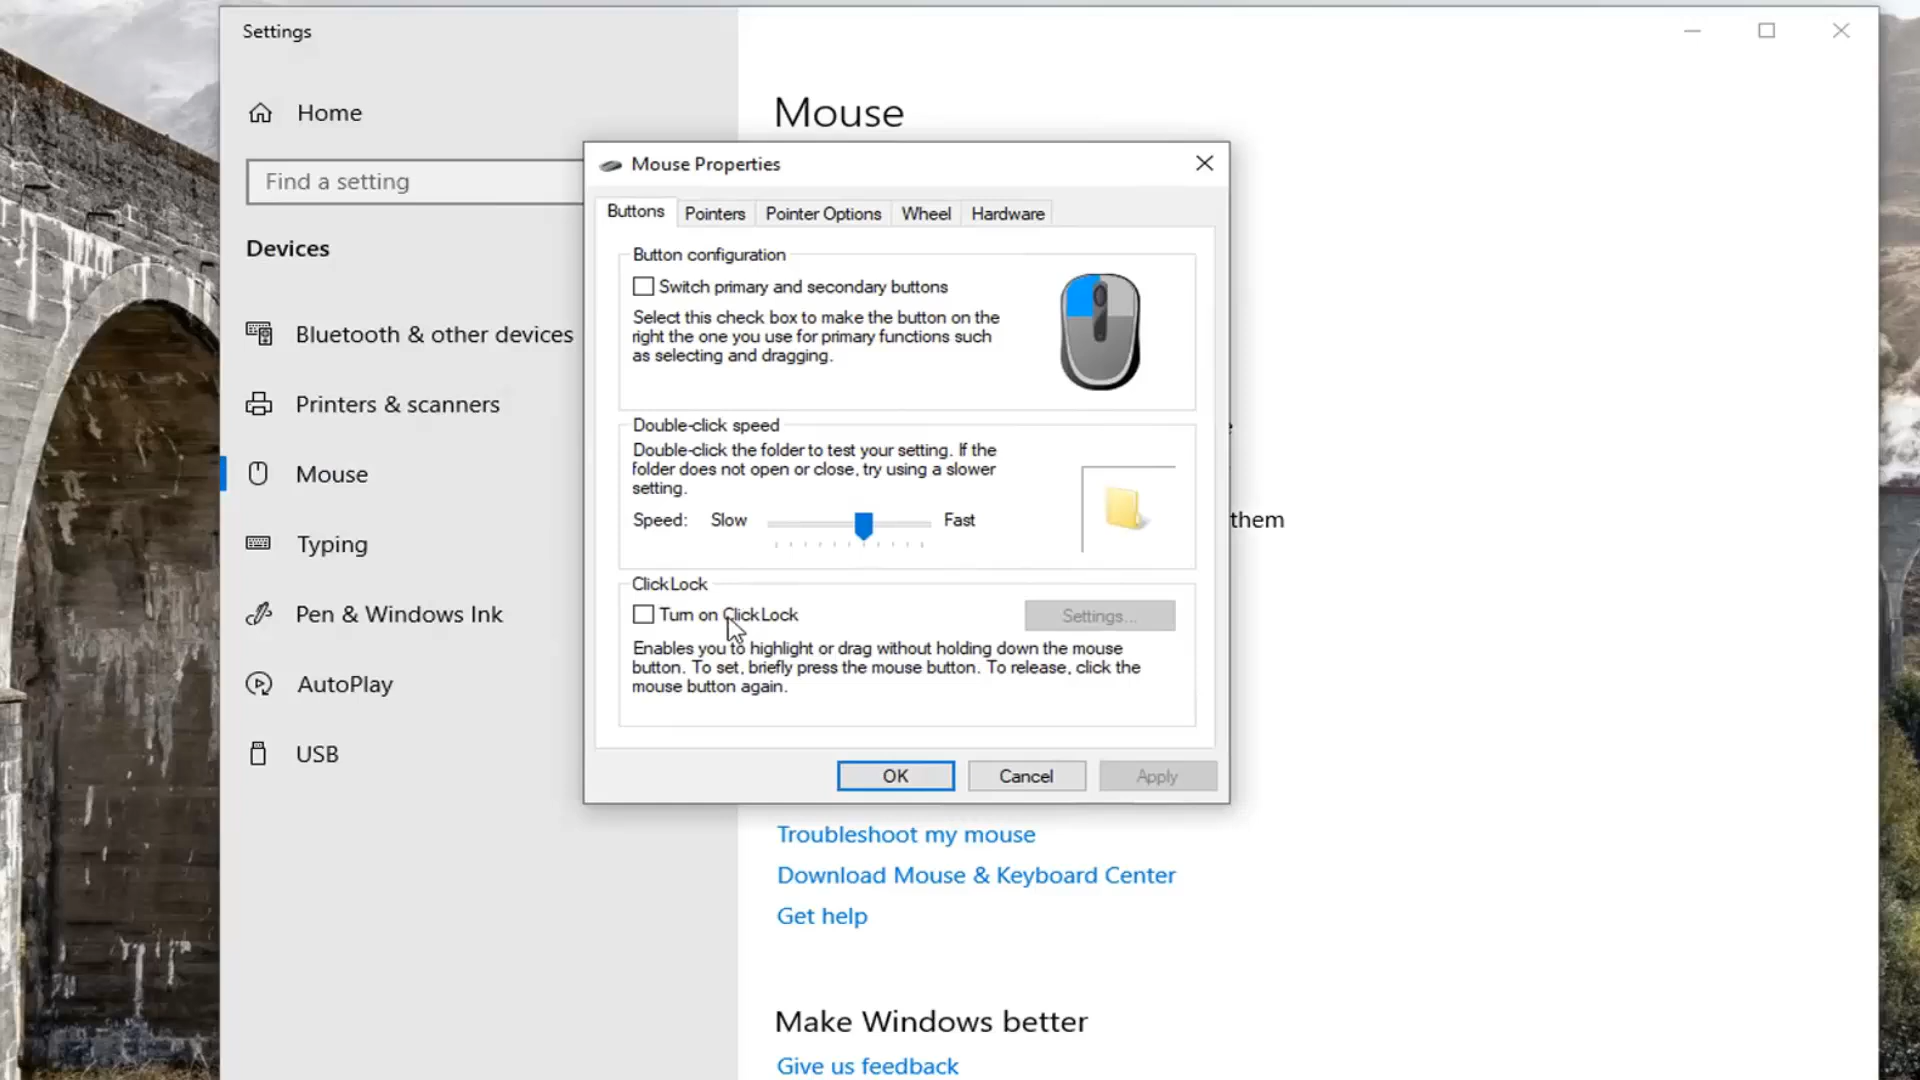 Settings
Home
Find a setting
Devices
Bluetooth & other devices
Printers & scanners
Mouse
Typing
Pen & Windows Ink
AutoPlay
USB
Mouse
Mouse Properties
Buttons
Pointers
Pointer Options
Wheel
Hardware
Button configuration
Switch primary and secondary buttons
Select this check box to make the button on the
right the one you use for primary functions such
as selecting and dragging.
Double-click speed
Double-click the folder to test your setting. If the
folder does not open or close, try using a slower
setting.
Speed: Slow Fast
ClickLock
Turn on ClickLock
Settings...
Enables you to highlight or drag without holding down the mouse
button. To set, briefly press the mouse button. To release, click the
mouse button again.
OK
Cancel
Apply
them
Troubleshoot my mouse
Download Mouse & Keyboard Center
Get help
Make Windows better
Give us feedback